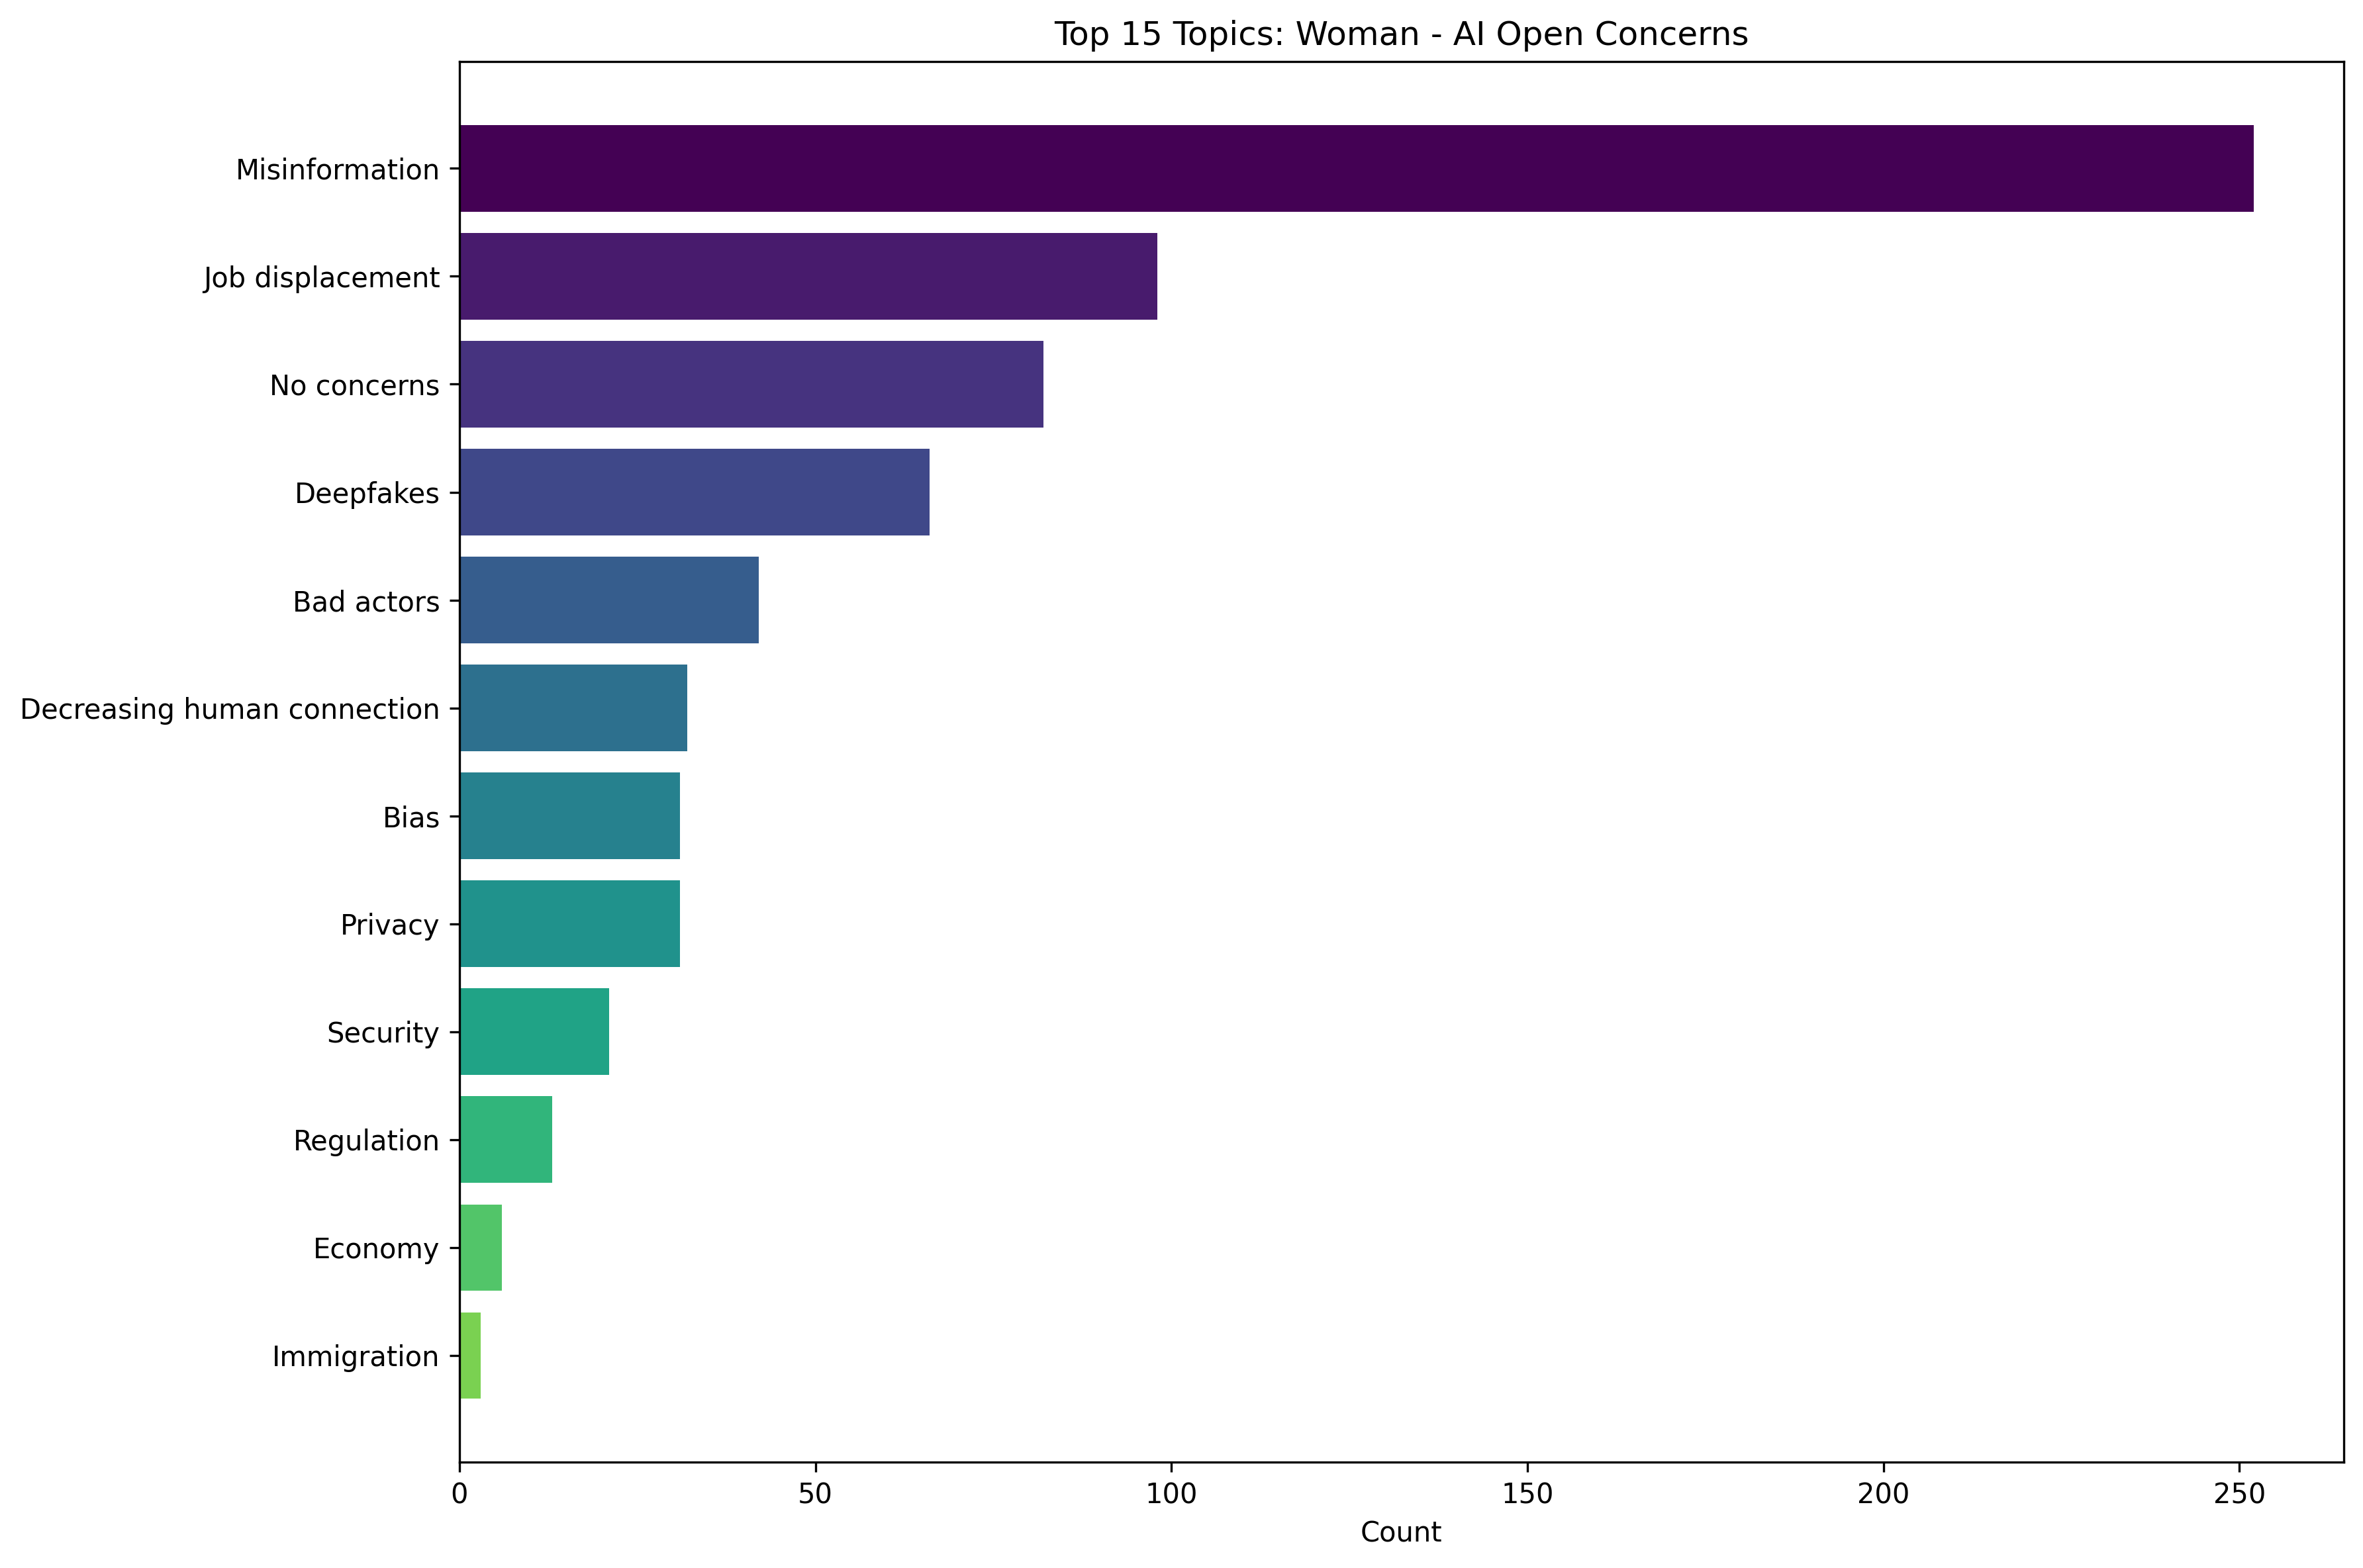 Top 15 Topics: Woman - AI Open Concerns
Misinformation
Job displacement
No concerns
Deepfakes
Bad actors
Decreasing human connection
Bias
Privacy
Security
Regulation
Economy
Immigration
0 50 100 150 200 250
Count